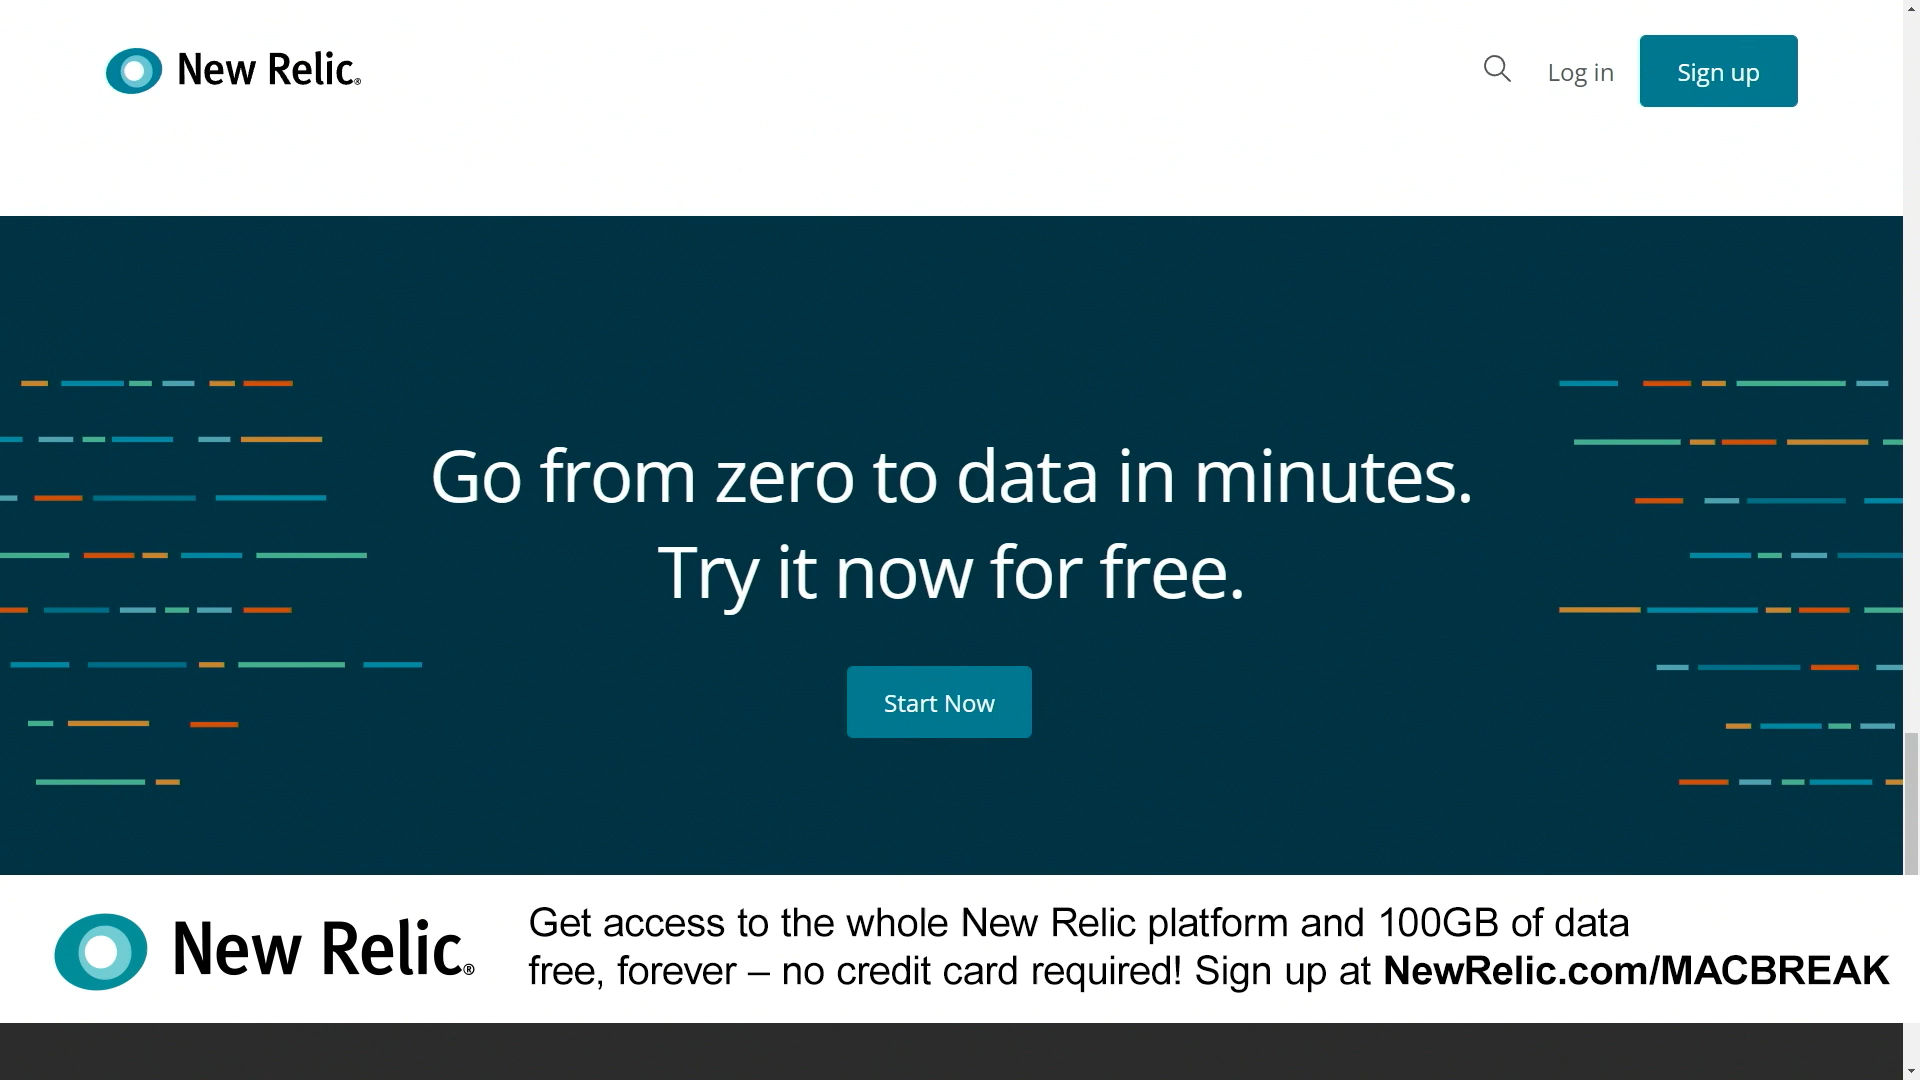 New Relic®
Log in
Sign up
Go from zero to data in minutes.
Try it now for free.
Start Now
New Relic®
Get access to the whole New Relic platform and 100GB of data
free, forever – no credit card required! Sign up at NewRelic.com/MACBREAK